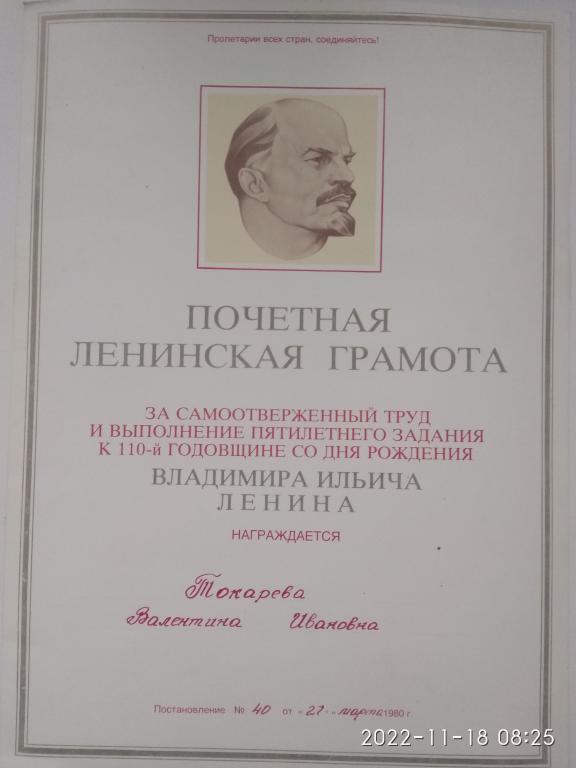 Пролетарии всех стран, соединяйтесь!
ПОЧЕТНАЯ
ЛЕНИНСКАЯ ГРАМОТА
ЗА САМООТВЕРЖЕННЫЙ ТРУД
И ВЫПОЛНЕНИЕ ПЯТИЛЕТНЕГО ЗАДАНИЯ
К 110-й ГОДОВЩИНЕ СО ДНЯ РОЖДЕНИЯ
ВЛАДИМИРА ИЛЬИЧА
ЛЕНИНА
НАГРАЖДАЕТСЯ
Токарева
Валентина Ивановна
Постановление № 40 от «27» марта 1980 г.
2022-11-18 08:25